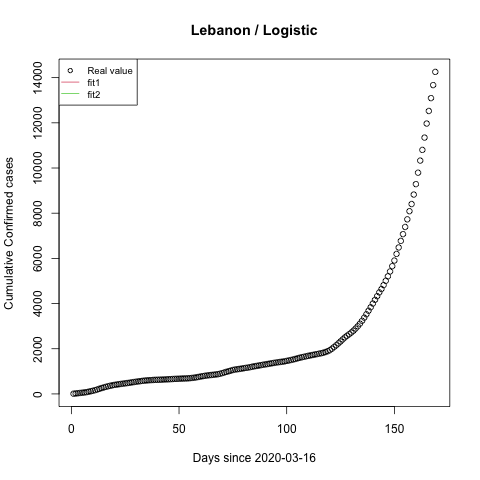 Lebanon / Logistic
Real value
fit1
fit2
Cumulative Confirmed cases
14000
12000
10000
8000
6000
4000
2000
0
0 50 100 150
Days since 2020-03-16